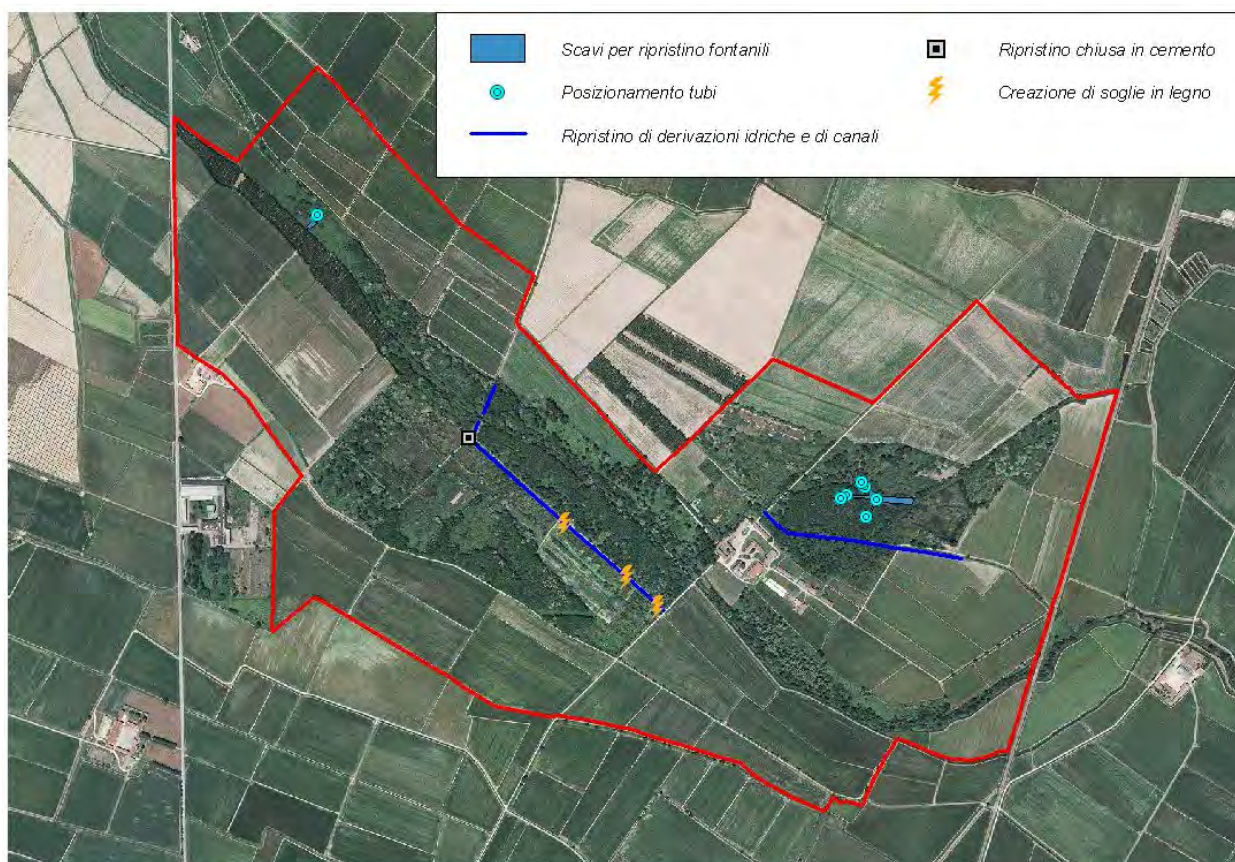 Scavi per ripristino fontanili
Posizionamento tubi
Ripristino di derivazioni idriche e di canali
Ripristino chiusa in cemento
Creazione di soglie in legno